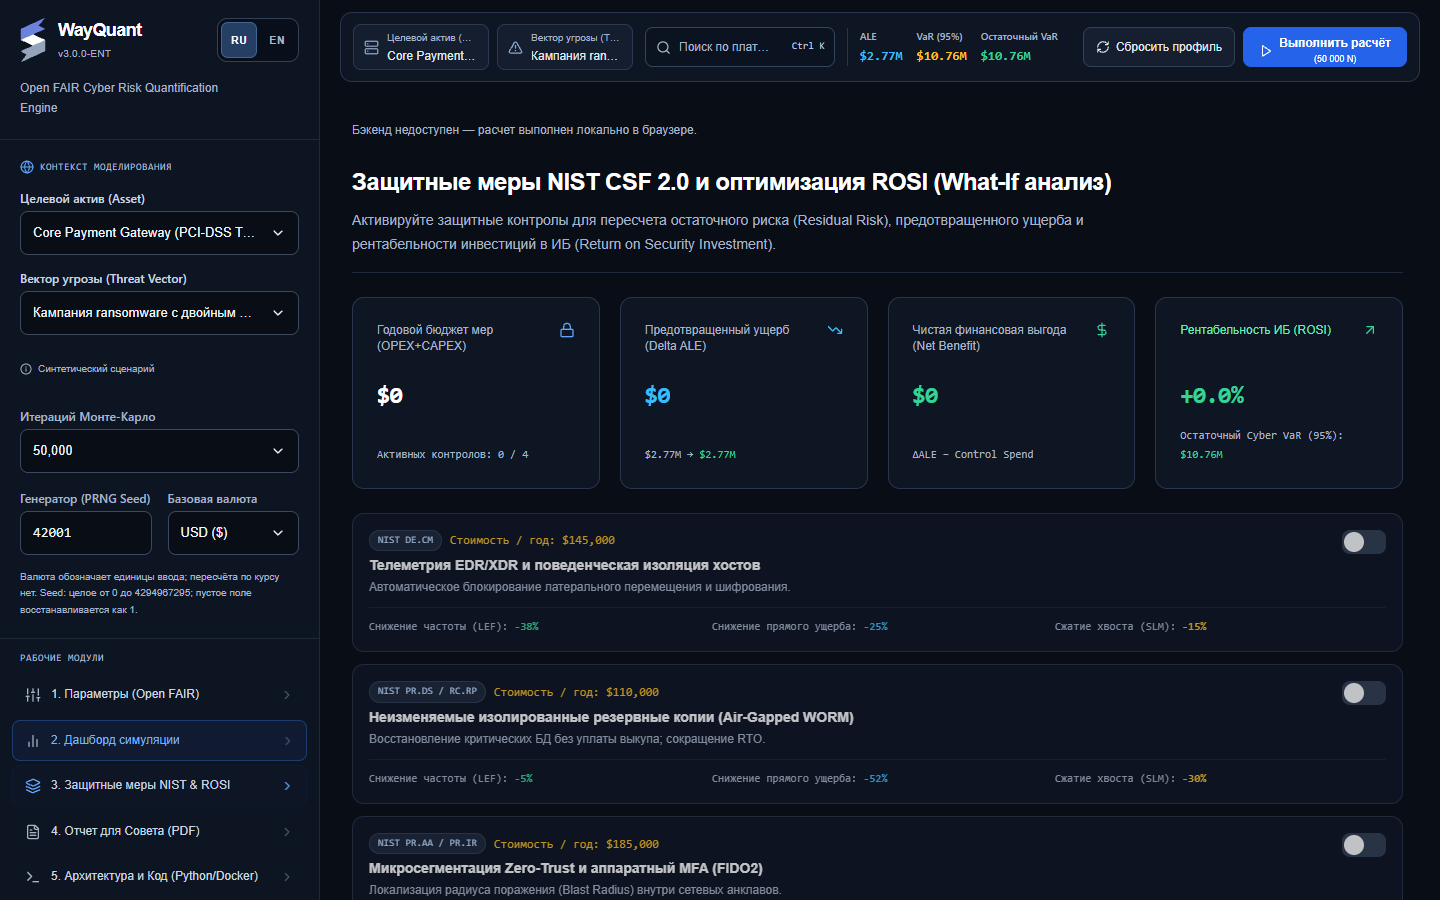 WayQuant
v3.0.0-ENT
RU
EN
Open FAIR Cyber Risk Quantification
Engine
КОНТЕКСТ МОДЕЛИРОВАНИЯ
Целевой актив (Asset)
Core Payment Gateway (PCI-DSS T...
Вектор угрозы (Threat Vector)
Кампания ransomware с двойным ...
Синтетический сценарий
Итераций Монте-Карло
50,000
Генератор (PRNG Seed)
Базовая валюта
42001
USD ($)
Валюта обозначает единицы ввода; пересчёта по курсу
нет. Seed: целое от 0 до 4294967295; пустое поле
восстанавливается как 1.
РАБОЧИЕ МОДУЛИ
1. Параметры (Open FAIR)
2. Дашборд симуляции
3. Защитные меры NIST & ROSI
4. Отчет для Совета (PDF)
5. Архитектура и Код (Python/Docker)
Целевой актив (...
Core Payment...
Вектор угрозы (T...
Кампания ran...
Поиск по плат...
Ctrl K
ALE
$2.77M
VaR (95%)
$10.76M
Остаточный VaR
$10.76M
Сбросить профиль
Выполнить расчёт
(50 000 N)
Бэкенд недоступен — расчет выполнен локально в браузере.
Защитные меры NIST CSF 2.0 и оптимизация ROSI (What-If анализ)
Активируйте защитные контролы для пересчета остаточного риска (Residual Risk), предотвращенного ущерба и
рентабельности инвестиций в ИБ (Return on Security Investment).
Годовой бюджет мер
(OPEX+CAPEX)
$0
Активных контролов: 0 / 4
Предотвращенный ущерб
(Delta ALE)
$0
$2.77M → $2.77M
Чистая финансовая выгода
(Net Benefit)
$0
ΔALE − Control Spend
Рентабельность ИБ (ROSI)
+0.0%
Остаточный Cyber VaR (95%):
$10.76M
NIST DE.CM
Стоимость / год: $145,000
Телеметрия EDR/XDR и поведенческая изоляция хостов
Автоматическое блокирование латерального перемещения и шифрования.
Снижение частоты (LEF): -38%
Снижение прямого ущерба: -25%
Сжатие хвоста (SLM): -15%
NIST PR.DS / RC.RP
Стоимость / год: $110,000
Неизменяемые изолированные резервные копии (Air-Gapped WORM)
Восстановление критических БД без уплаты выкупа; сокращение RTO.
Снижение частоты (LEF): -5%
Снижение прямого ущерба: -52%
Сжатие хвоста (SLM): -30%
NIST PR.AA / PR.IR
Стоимость / год: $185,000
Микросегментация Zero-Trust и аппаратный MFA (FIDO2)
Локализация радиуса поражения (Blast Radius) внутри сетевых анклавов.